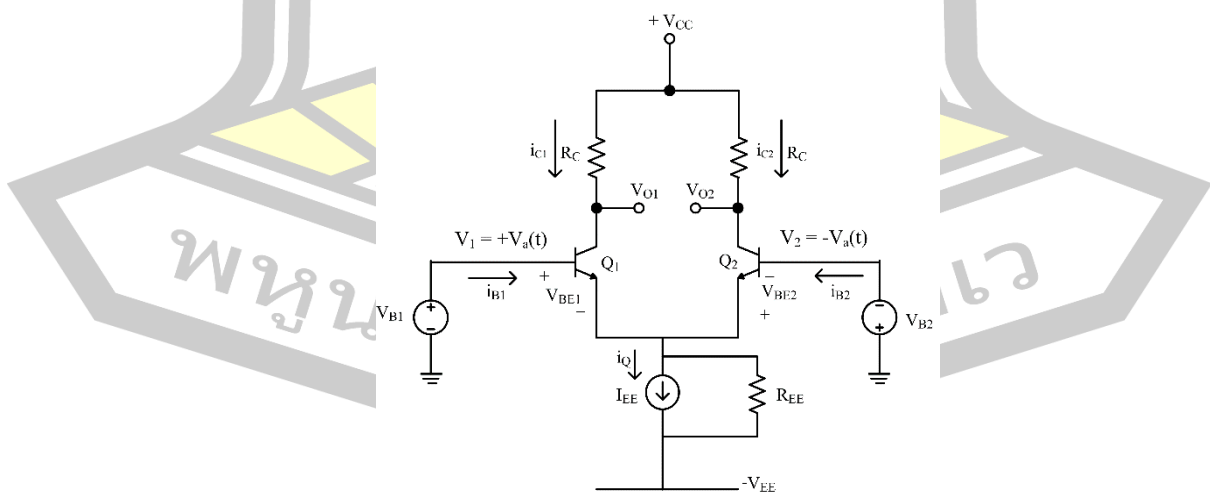 + V_CC
i_C1 R_C i_C2 R_C
V_O1 V_O2
V_1 = +V_a(t) V_2 = -V_a(t)
Q_1 Q_2
+ −
i_B1 V_BE1 V_BE2 i_B2
− +
V_B1 + − V_B2 − +
i_Q
I_EE R_EE
-V_EE